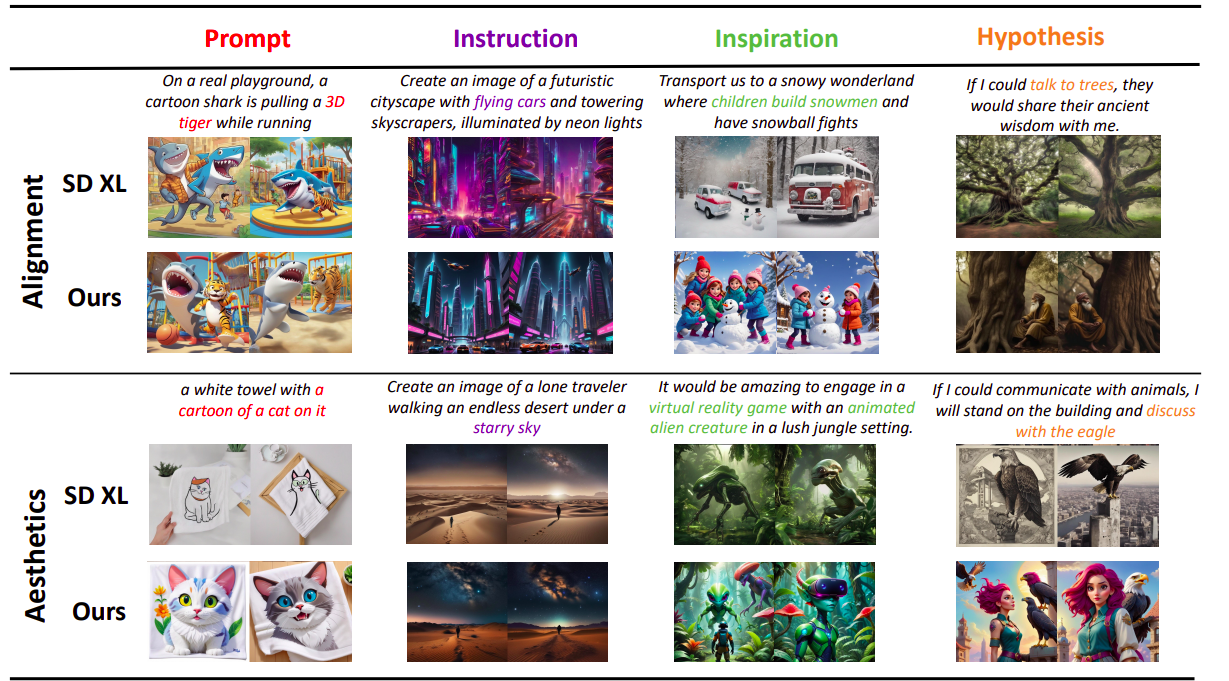 Prompt
Instruction
Inspiration
Hypothesis
On a real playground, a
cartoon shark is pulling a 3D
tiger while running
Create an image of a futuristic
cityscape with flying cars and towering
skyscrapers, illuminated by neon lights
Transport us to a snowy wonderland
where children build snowmen and
have snowball fights
If I could talk to trees, they
would share their ancient
wisdom with me.
Alignment
SD XL
Ours
a white towel with a
cartoon of a cat on it
Create an image of a lone traveler
walking an endless desert under a
starry sky
It would be amazing to engage in a
virtual reality game with an animated
alien creature in a lush jungle setting.
If I could communicate with animals, I
will stand on the building and discuss
with the eagle
Aesthetics
SD XL
Ours